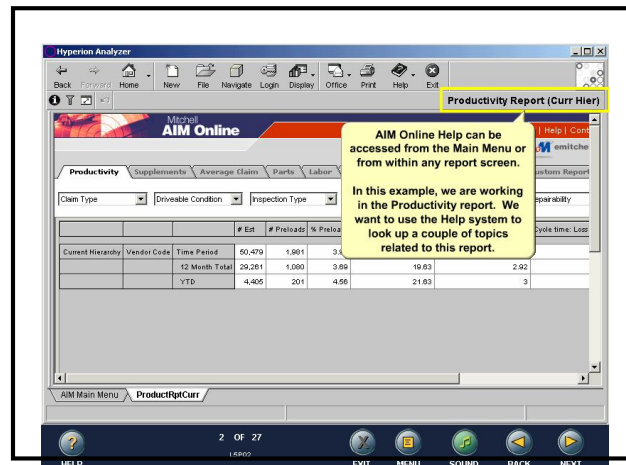 Hyperion Analyzer
Back Forward Home New File Navigate Login Display Office Print Help Exit
Productivity Report (Curr Hier)
Mitchell
AIM Online
| Help | Cont
emitche
AIM Online Help can be
accessed from the Main Menu or
from within any report screen.
In this example, we are working
in the Productivity report. We
want to use the Help system to
look up a couple of topics
related to this report.
Productivity Supplements Average Claim Parts Labor ustom Report
Claim Type Driveable Condition Inspection Type epairability
# Est # Preloads % Preloa Cycle time: Loss
Current Hierarchy Vendor Code Time Period 50,479 1,981
12 Month Total 29,261 1,080 3.69 19.63 2.92
YTD 4,405 201 4.56 21.63 3
AIM Main Menu ProductRptCurr
2 OF 27
L5P02
HELP EXIT MENU SOUND BACK NEXT